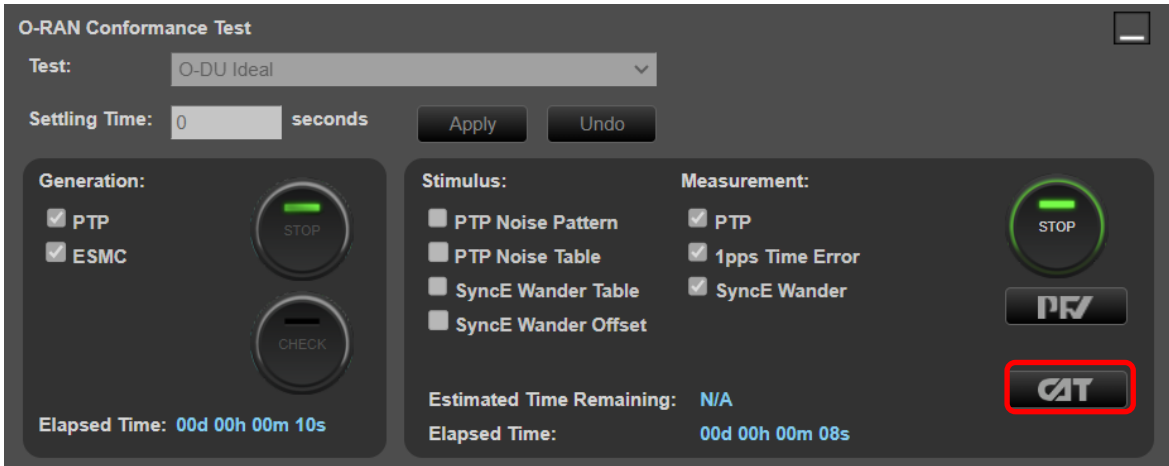 O-RAN Conformance Test
Test: O-DU Ideal
Settling Time: 0 seconds Apply Undo
Generation:
PTP
ESMC
STOP
CHECK
Elapsed Time: 00d 00h 00m 10s
Stimulus:
PTP Noise Pattern
PTP Noise Table
SyncE Wander Table
SyncE Wander Offset
Measurement:
PTP
1pps Time Error
SyncE Wander
Estimated Time Remaining: N/A
Elapsed Time: 00d 00h 00m 08s
STOP
PFV
CAT